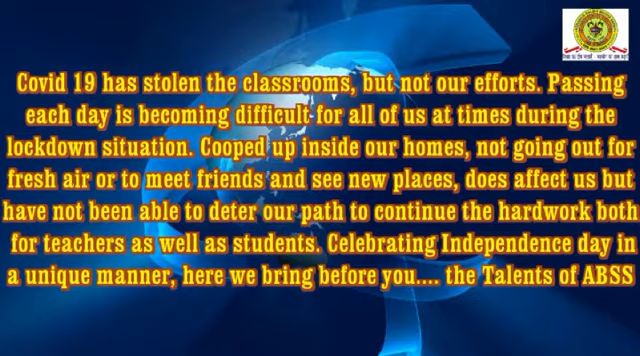 Covid 19 has stolen the classrooms, but not our efforts. Passing
each day is becoming difficult for all of us at times during the
lockdown situation. Cooped up inside our homes, not going out for
fresh air or to meet friends and see new places, does affect us but
have not been able to deter our path to continue the hardwork both
for teachers as well as students. Celebrating Independence day in
a unique manner, here we bring before you.... the Talents of ABSS